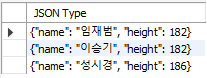 JSON Type
{"name": "임재범", "height": 182}
{"name": "이승기", "height": 182}
{"name": "성시경", "height": 186}